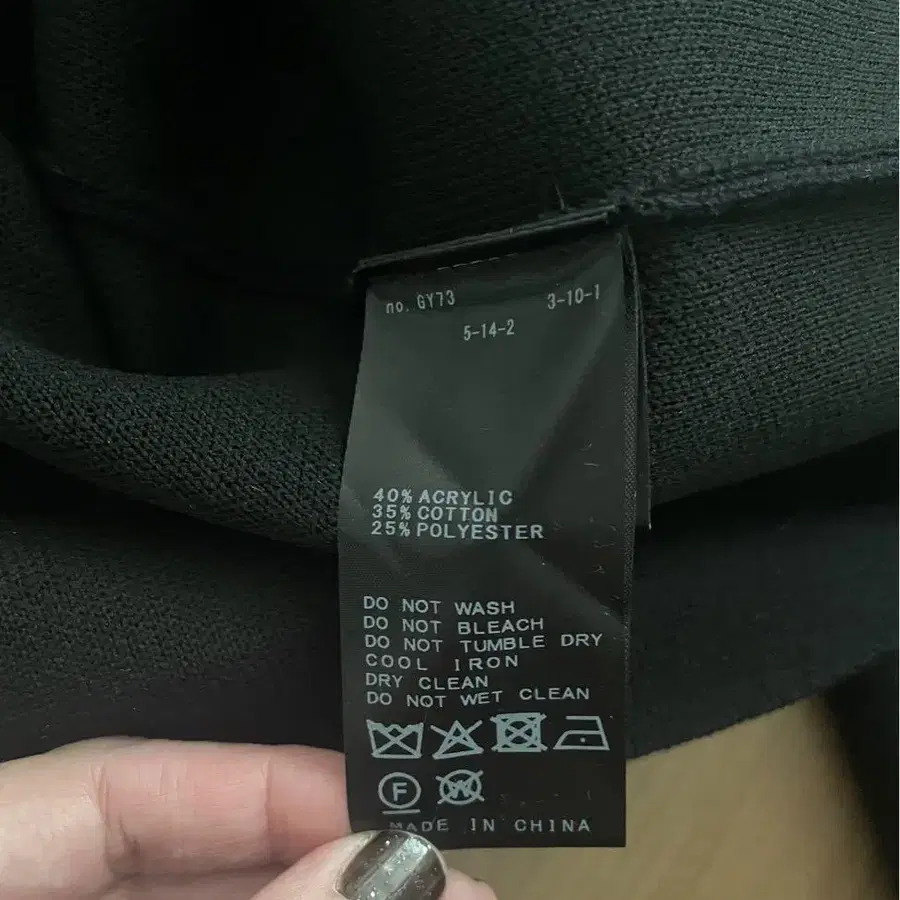 no. GY73 3-10-1
5-14-2
40% ACRYLIC
35% COTTON
25% POLYESTER
DO NOT WASH
DO NOT BLEACH
DO NOT TUMBLE DRY
COOL IRON
DRY CLEAN
DO NOT WET CLEAN
F W
MADE IN CHINA